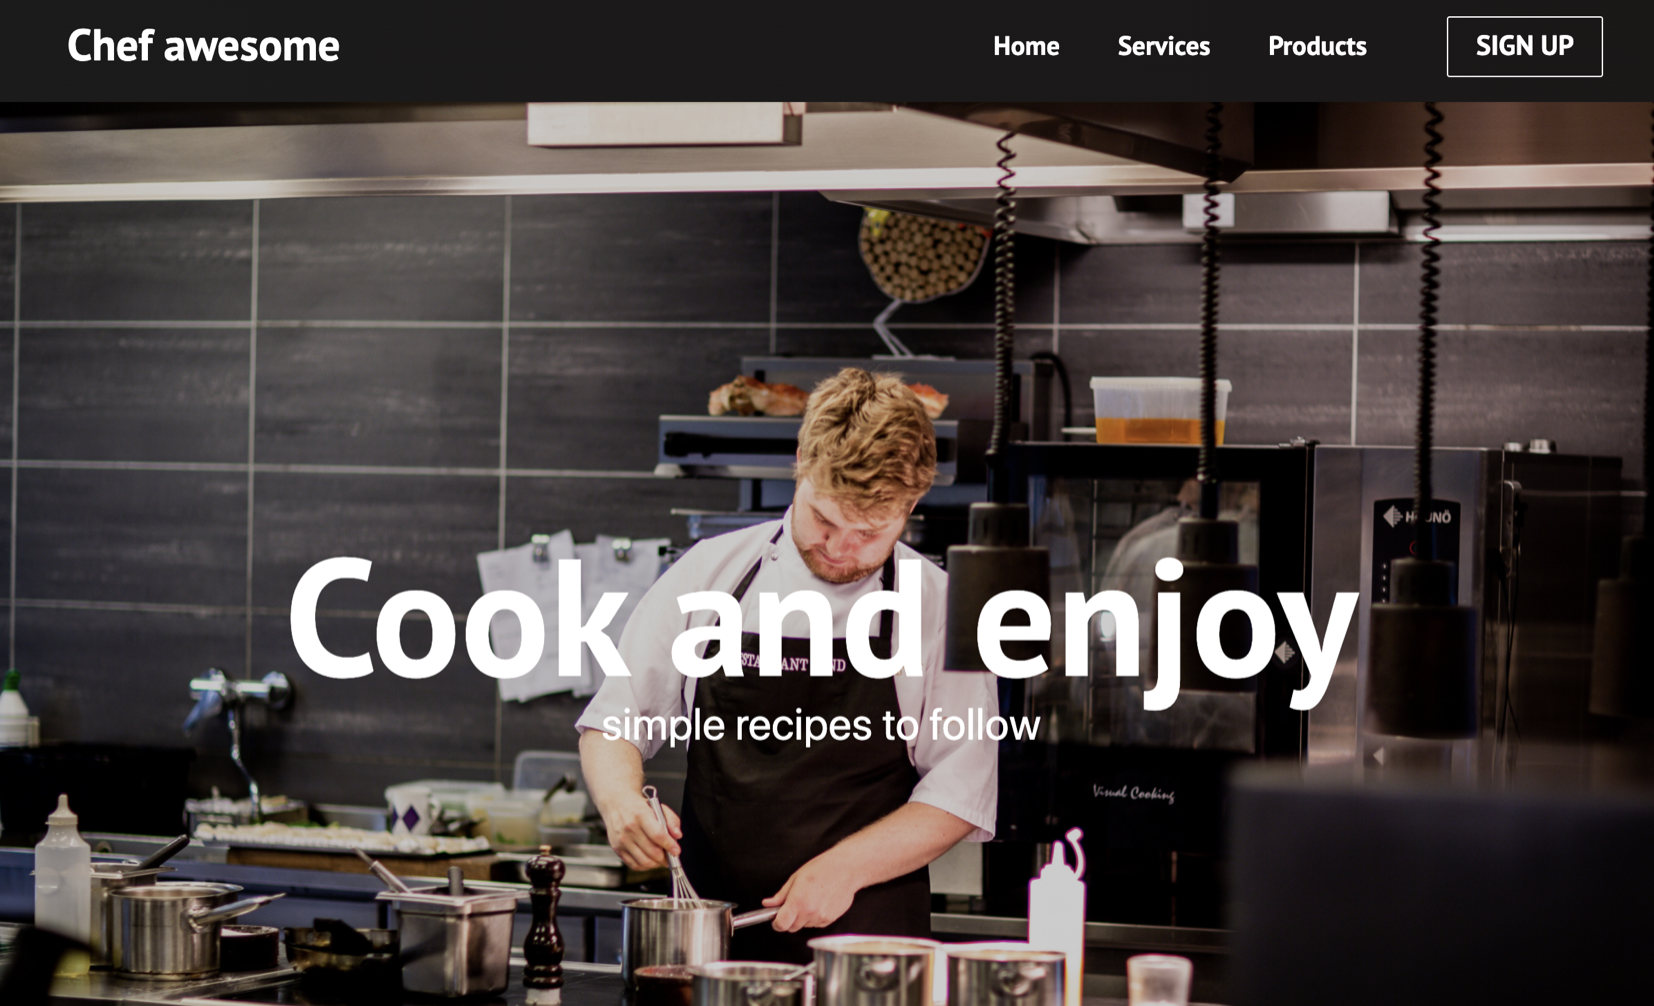 Chef awesome
Home Services Products SIGN UP
Cook and enjoy
simple recipes to follow
Visual Cooking